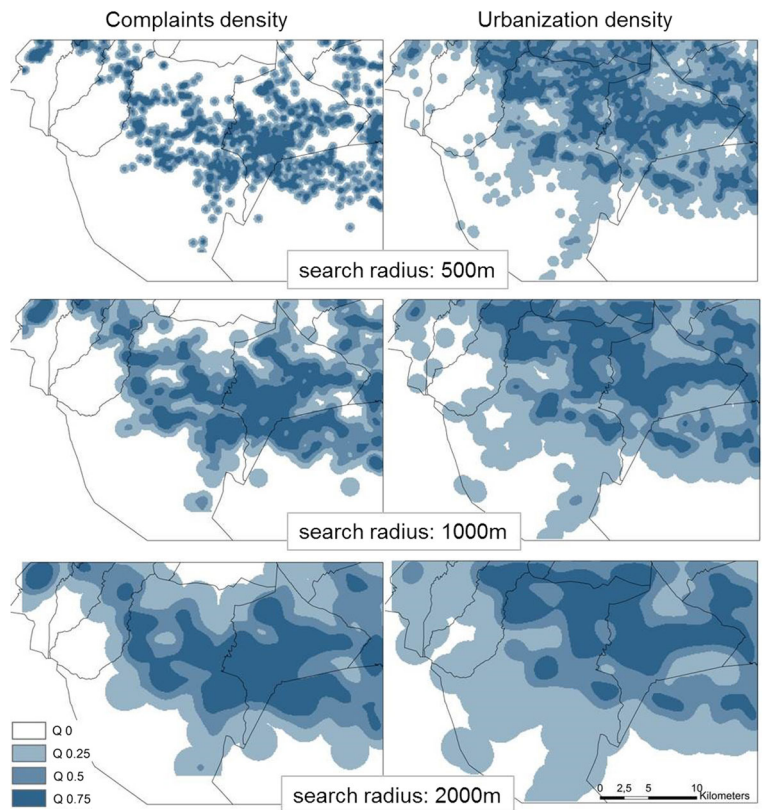 Complaints density
Urbanization density
search radius: 500m
search radius: 1000m
Q 0
Q 0.25
Q 0.5
Q 0.75
0 2,5 5 10
Kilometers
search radius: 2000m